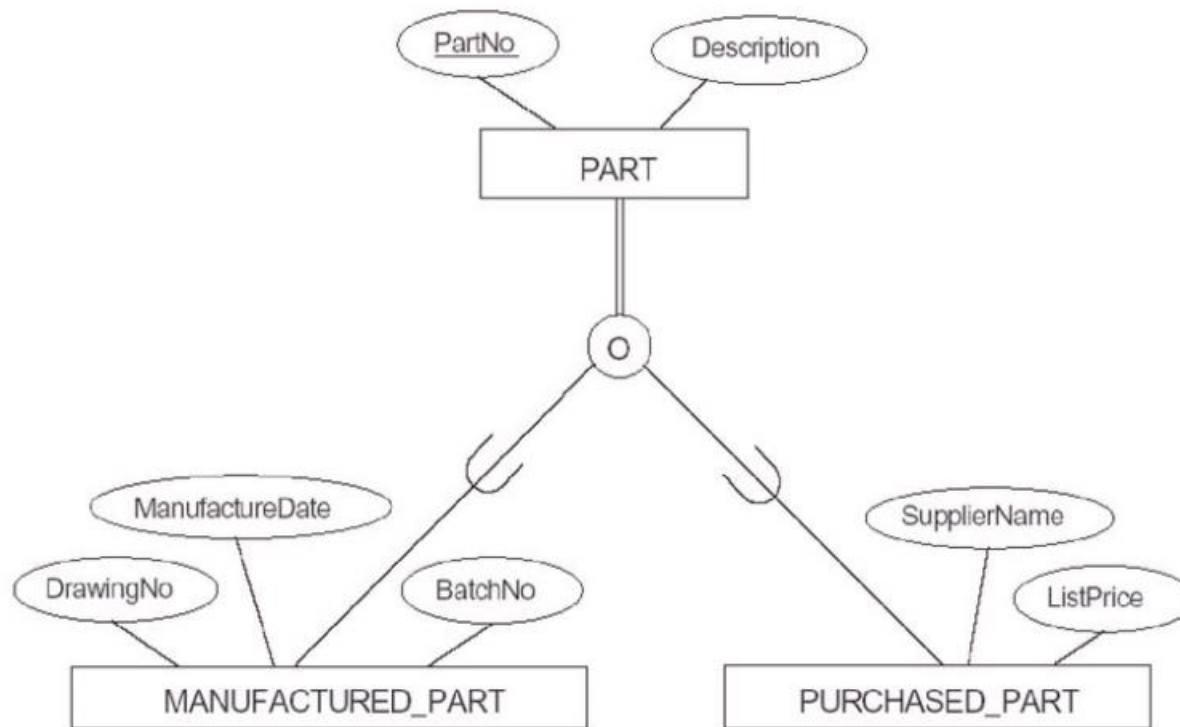 PartNo
Description
PART
O
ManufactureDate
SupplierName
DrawingNo
BatchNo
ListPrice
MANUFACTURED_PART
PURCHASED_PART